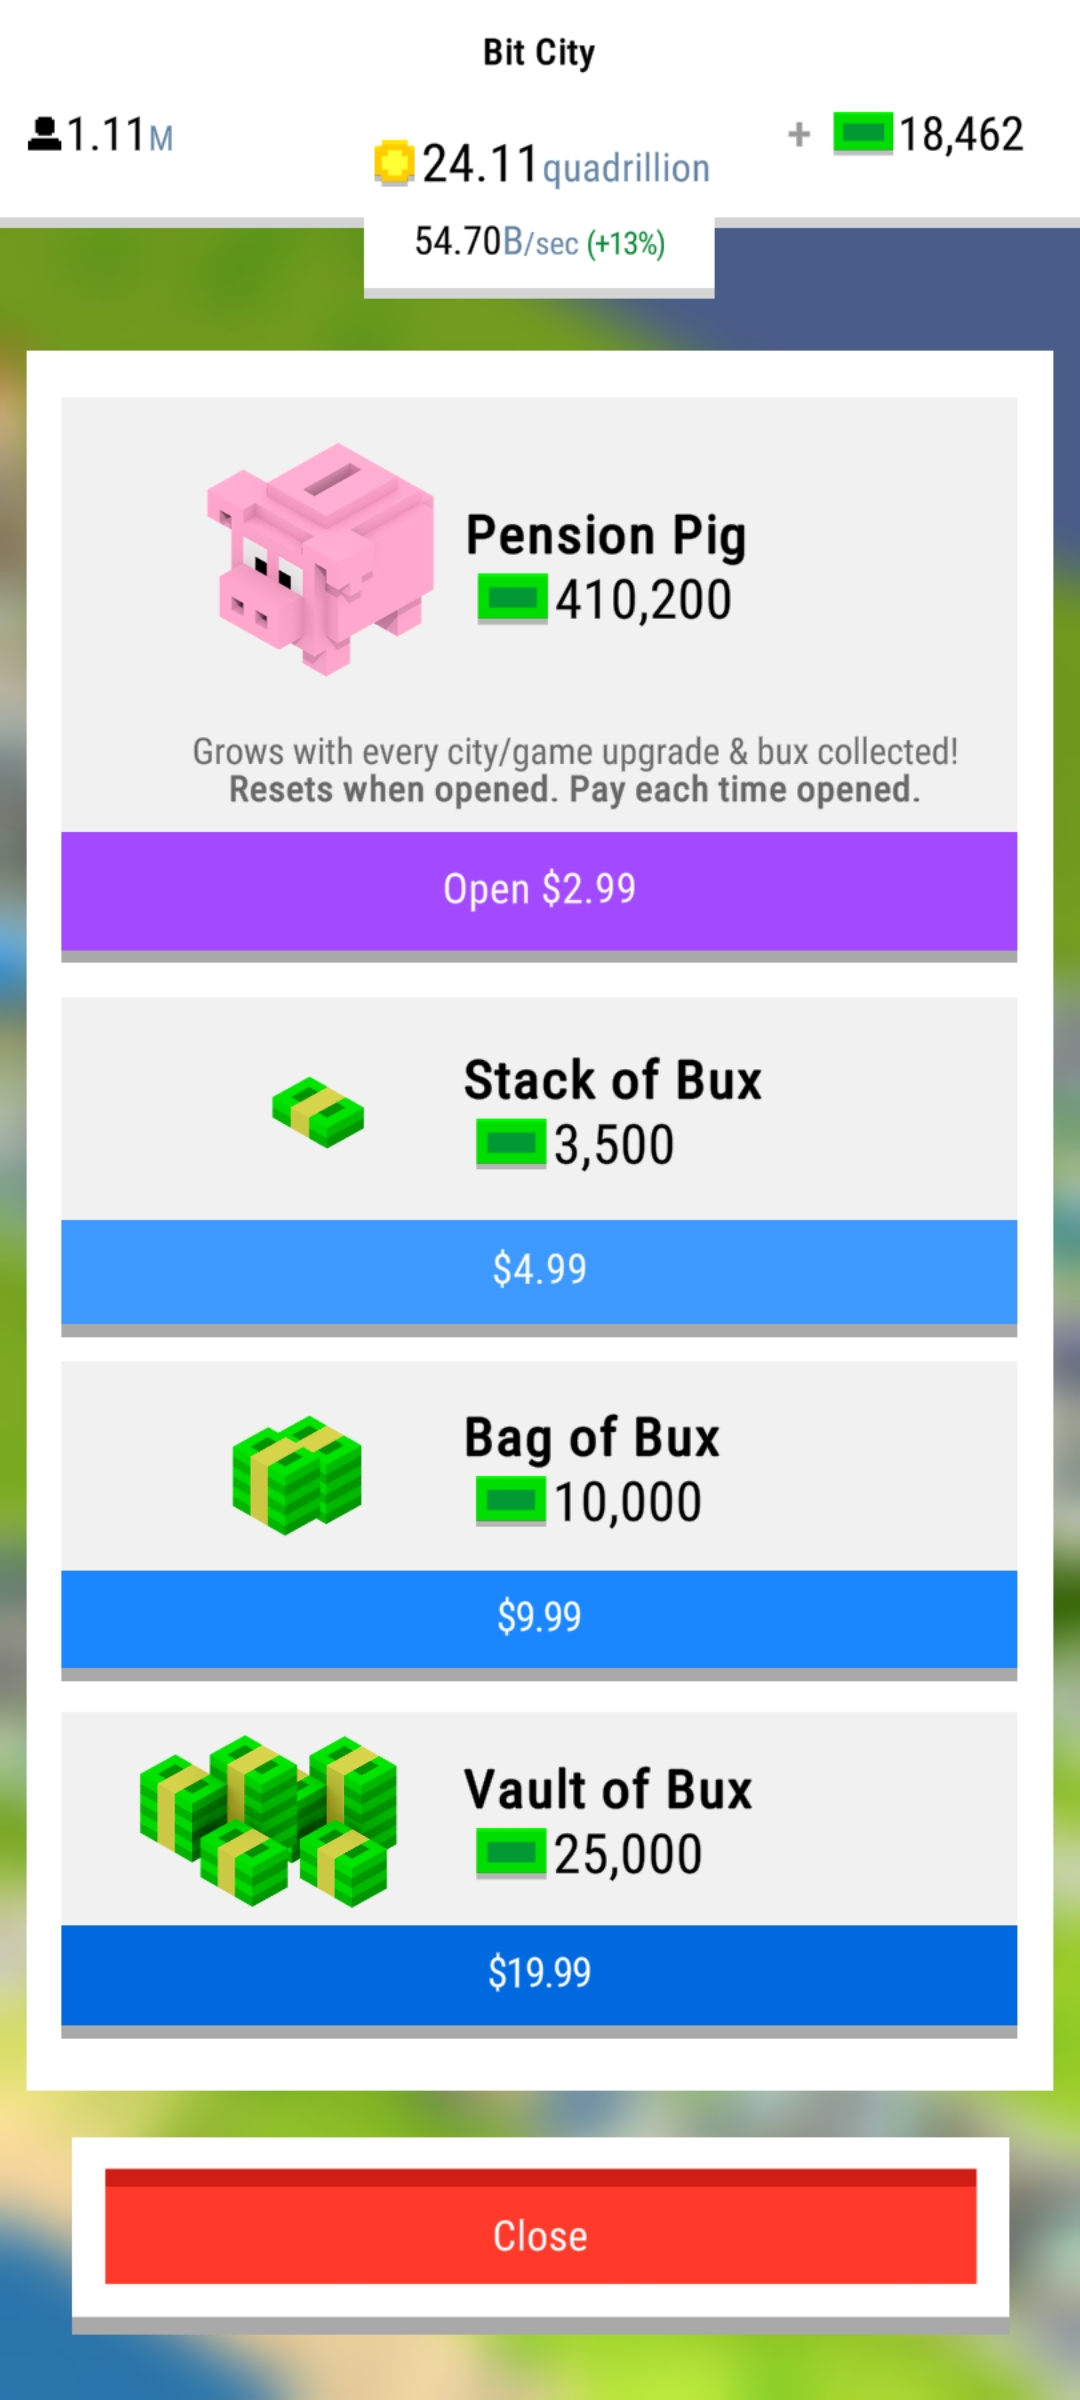 Bit City
1.11M
24.11quadrillion
+ 18,462
54.70B/sec (+13%)
Pension Pig
410,200
Grows with every city/game upgrade & bux collected!
Resets when opened. Pay each time opened.
Open $2.99
Stack of Bux
3,500
$4.99
Bag of Bux
10,000
$9.99
Vault of Bux
25,000
$19.99
Close